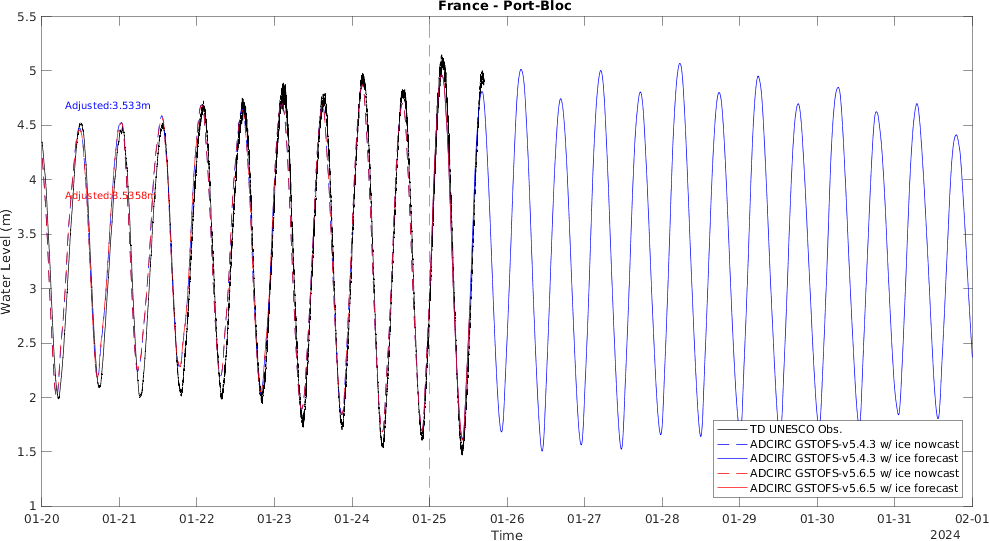 France - Port-Bloc
5.5
5
4.5
4
3.5
3
2.5
2
1.5
1
Water Level (m)
Adjusted:3.533m
Adjusted:3.5358m
TD UNESCO Obs.
ADCIRC GSTOFS-v5.4.3 w/ ice nowcast
ADCIRC GSTOFS-v5.4.3 w/ ice forecast
ADCIRC GSTOFS-v5.6.5 w/ ice nowcast
ADCIRC GSTOFS-v5.6.5 w/ ice forecast
01-20 01-21 01-22 01-23 01-24 01-25 01-26 01-27 01-28 01-29 01-30 01-31 02-01
Time
2024